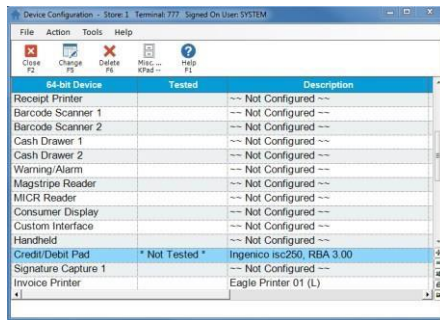 Device Configuration - Store: 1 Terminal: 777 Signed On User: SYSTEM
File Action Tools Help
Close Change Delete Misc, ... Help
F2 F5 F6 KPad -- F1
64-bit Device Tested Description
Receipt Printer ~~ Not Configured ~~
Barcode Scanner 1 ~~ Not Configured ~~
Barcode Scanner 2 ~~ Not Configured ~~
Cash Drawer 1 ~~ Not Configured ~~
Cash Drawer 2 ~~ Not Configured ~~
Warning/Alarm ~~ Not Configured ~~
Magstripe Reader ~~ Not Configured ~~
MICR Reader ~~ Not Configured ~~
Consumer Display ~~ Not Configured ~~
Custom Interface ~~ Not Configured ~~
Handheld ~~ Not Configured ~~
Credit/Debit Pad * Not Tested * Ingenico isc250, RBA 3.00
Signature Capture 1 ~~ Not Configured ~~
Invoice Printer Eagle Printer 01 (L)